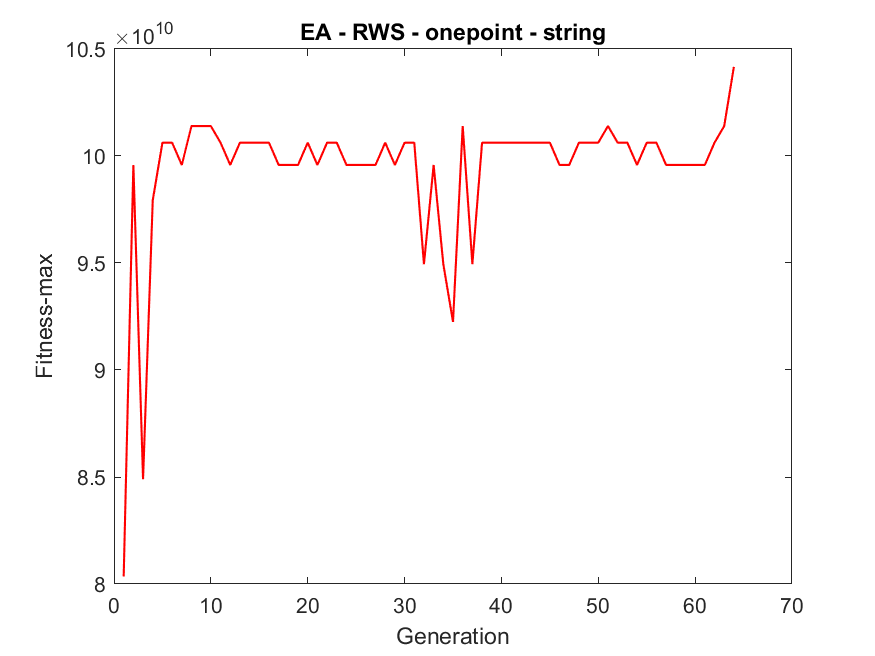 EA - RWS - onepoint - string
×10^10
10.5
10
9.5
9
8.5
8
Fitness-max
0 10 20 30 40 50 60 70
Generation